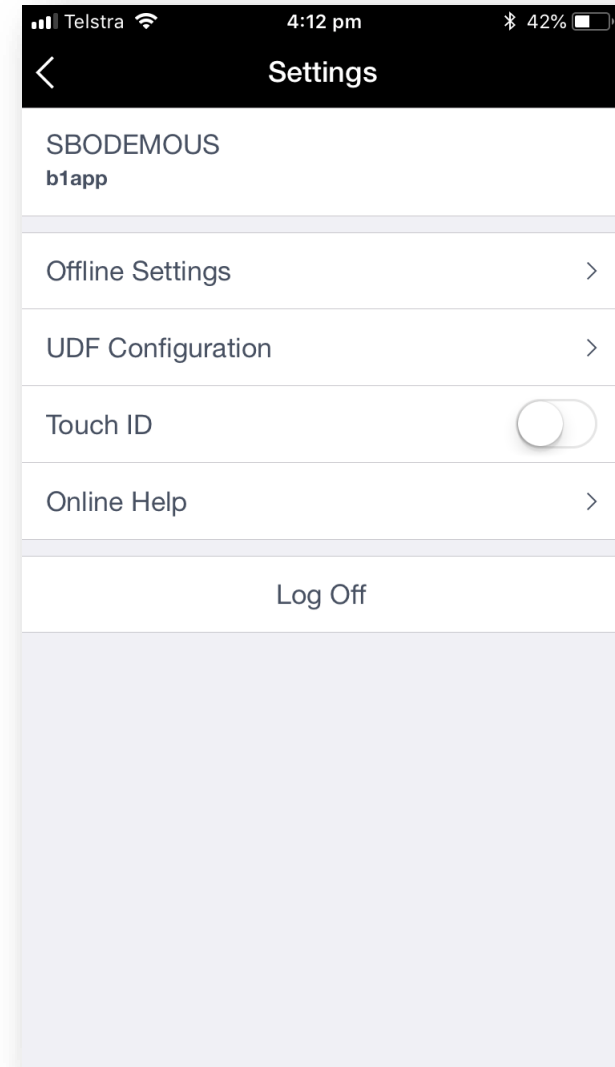 Telstra 4:12 pm 42%
Settings
SBODEMOUS
b1app
Offline Settings
UDF Configuration
Touch ID
Online Help
Log Off